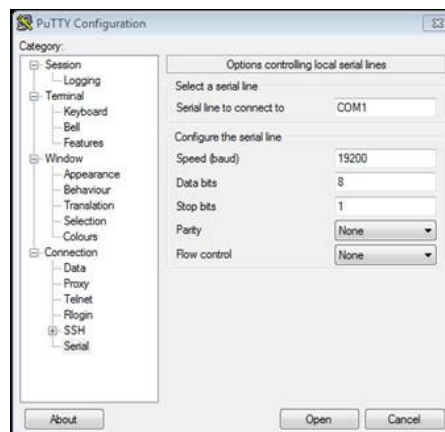 PuTTY Configuration
Category:
Session
Logging
Terminal
Keyboard
Bell
Features
Window
Appearance
Behaviour
Translation
Selection
Colours
Connection
Data
Proxy
Telnet
Rlogin
SSH
Serial
Options controlling local serial lines
Select a serial line
Serial line to connect to COM1
Configure the serial line
Speed (baud) 19200
Data bits 8
Stop bits 1
Parity None
Flow control None
About Open Cancel